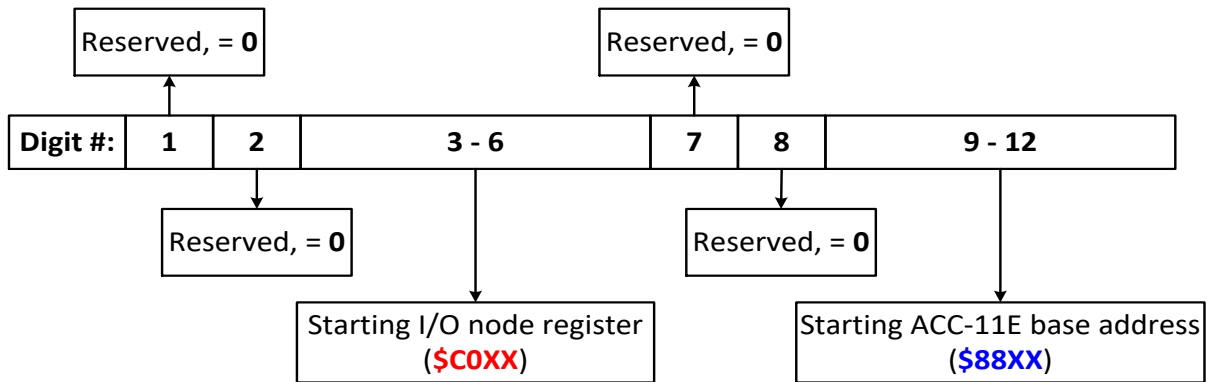 Reserved, = 0
Reserved, = 0
Digit #: 1 2 3 - 6 7 8 9 - 12
Reserved, = 0
Reserved, = 0
Starting I/O node register
($C0XX)
Starting ACC-11E base address
($88XX)